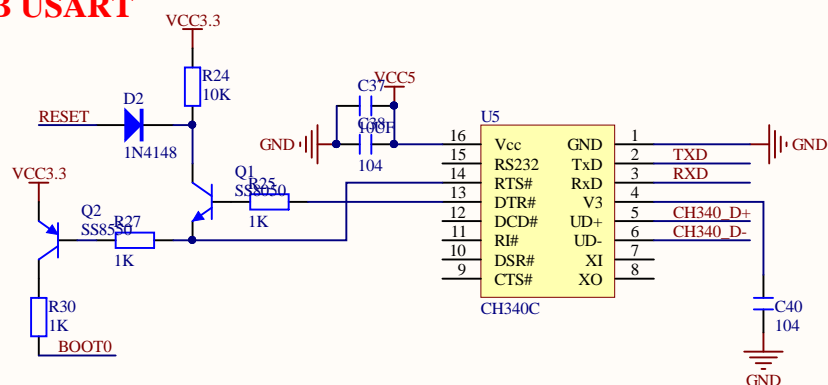 3 USART
VCC3.3
R24
10K
D2
RESET
1N4148
VCC5
C37
10UF
C38
104
GND
U5
16 Vcc GND 1
15 RS232 TxD 2 TXD
14 RTS# RxD 3 RXD
13 DTR# V3 4
12 DCD# UD+ 5 CH340_D+
11 RI# UD- 6 CH340_D-
10 DSR# XI 7
9 CTS# XO 8
CH340C
GND
VCC3.3
Q1
SS8050
R25
1K
Q2
SS8550
R27
1K
R30
1K
BOOT0
C40
104
GND